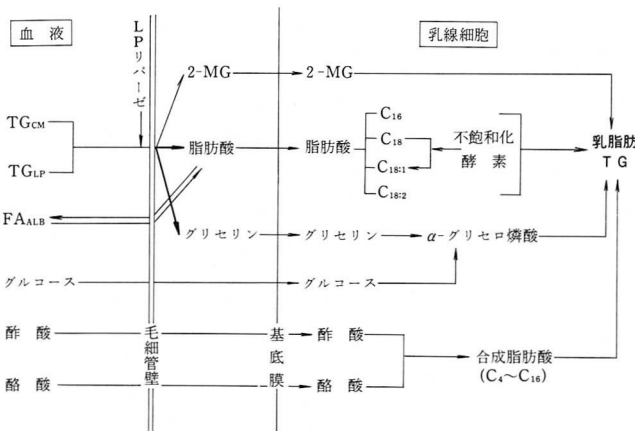 血液
乳線細胞
LPリパーゼ
2-MG
2-MG
TGCM
TGLP
脂肪酸
脂肪酸
C16
C18
C18:1
C18:2
不飽和化
酵素
乳脂肪
TG
FAALB
グリセリン
グリセリン
α-グリセロ燐酸
グルコース
グルコース
酢酸
酢酸
毛細管壁
基底膜
合成脂肪酸
(C4〜C16)
酪酸
酪酸